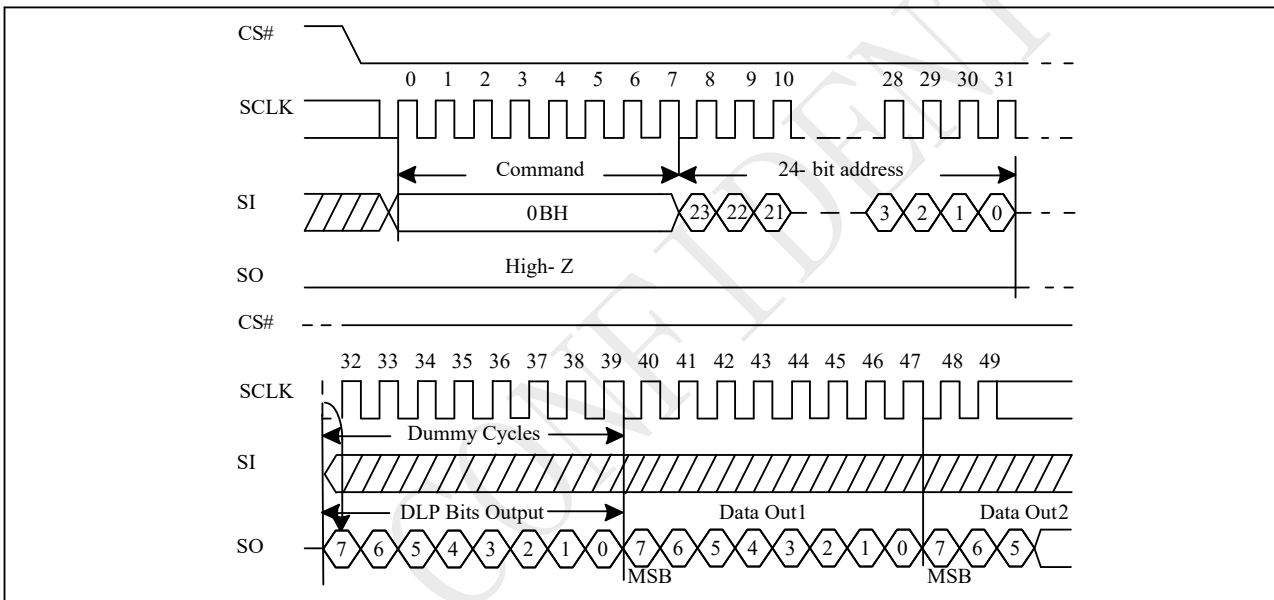 CS#
0 1 2 3 4 5 6 7 8 9 10 28 29 30 31
SCLK
Command 24- bit address
SI
0BH 23 22 21 3 2 1 0
High- Z
SO
CS#
32 33 34 35 36 37 38 39 40 41 42 43 44 45 46 47 48 49
SCLK
Dummy Cycles
SI
DLP Bits Output Data Out1 Data Out2
SO 7 6 5 4 3 2 1 0 7 6 5 4 3 2 1 0 7 6 5
MSB MSB
CONFIDENT